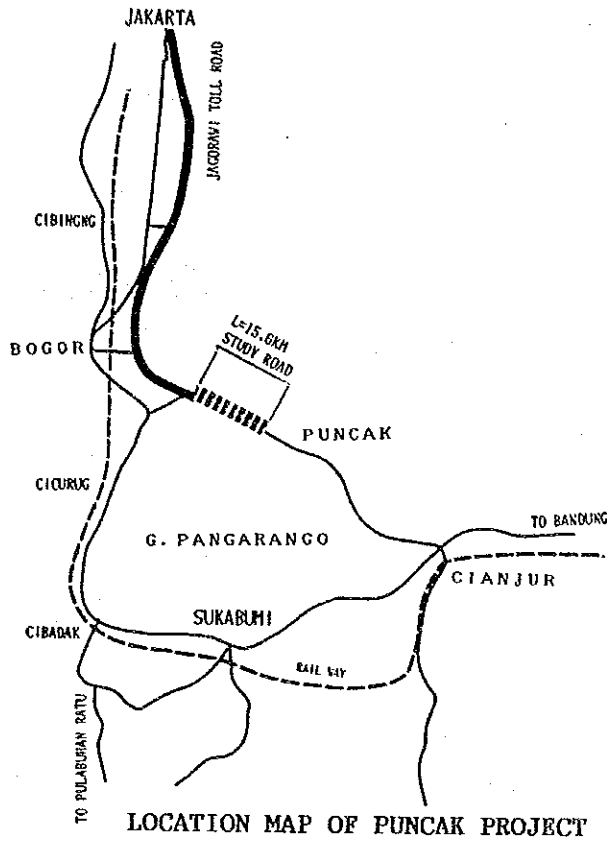 JAKARTA
JAGORAWI TOLL ROAD
CIBINGNG
L=15.6KM
STUDY ROAD
BOGOR
PUNCAK
CICURUG
TO BANDUNG
G. PANGARANGO
CIANJUR
SUKABUMI
CIBADAK
RAIL WAY
TO PULABUHAN RATU
LOCATION MAP OF PUNCAK PROJECT